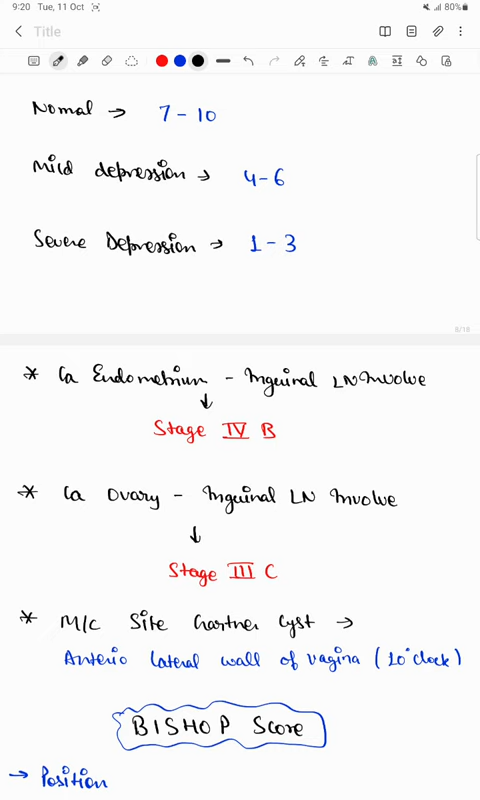 9:20 Tue, 11 Oct
80%
Title
Nomal → 7 - 10
Mild depression → 4 - 6
Severe Depression → 1 - 3
8/18
* Ca Endometrium - Inguinal LN Involve
↓
Stage IV B
* Ca Ovary - Inguinal LN Involve
↓
Stage III C
* M/C Site Gartner Cyst →
Anterio lateral wall of vagina (10°clock)
BISHOP Score
→ Position